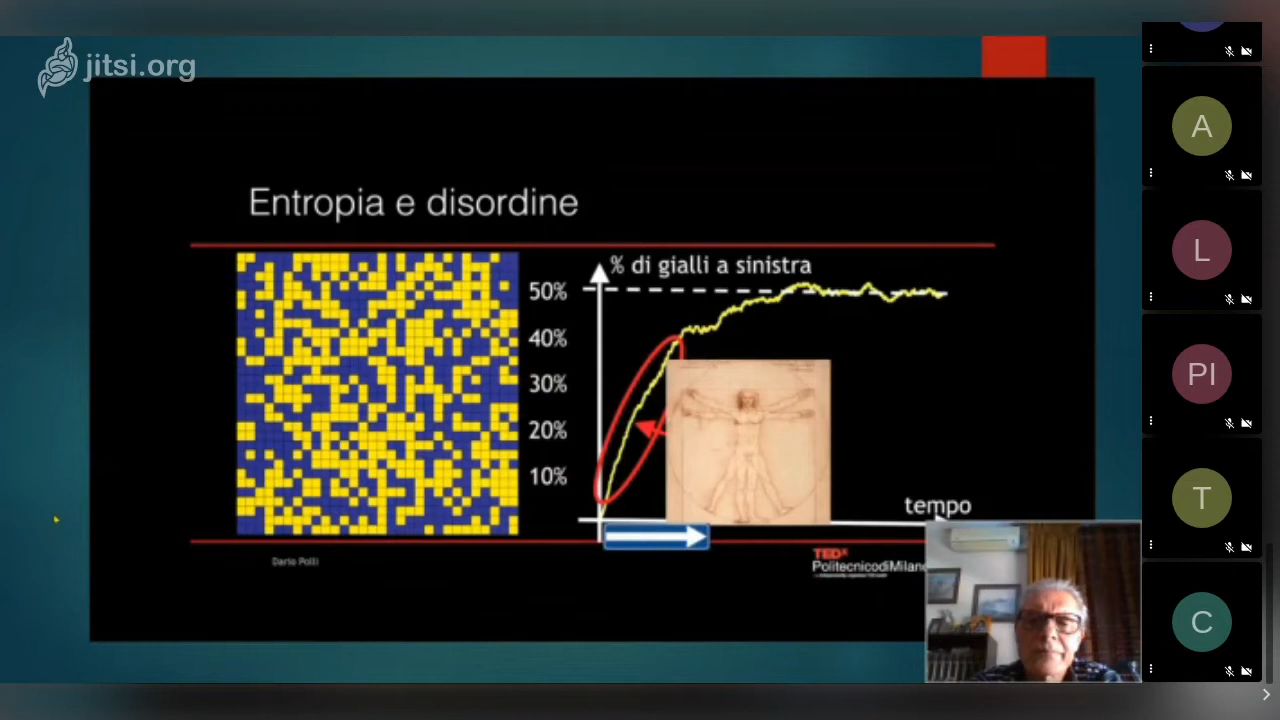 jitsi.org
Entropia e disordine
% di gialli a sinistra
50%
40%
30%
20%
10%
tempo
Dario Polli
TEDx
PolitecnicodiMilano
A
L
PI
T
C